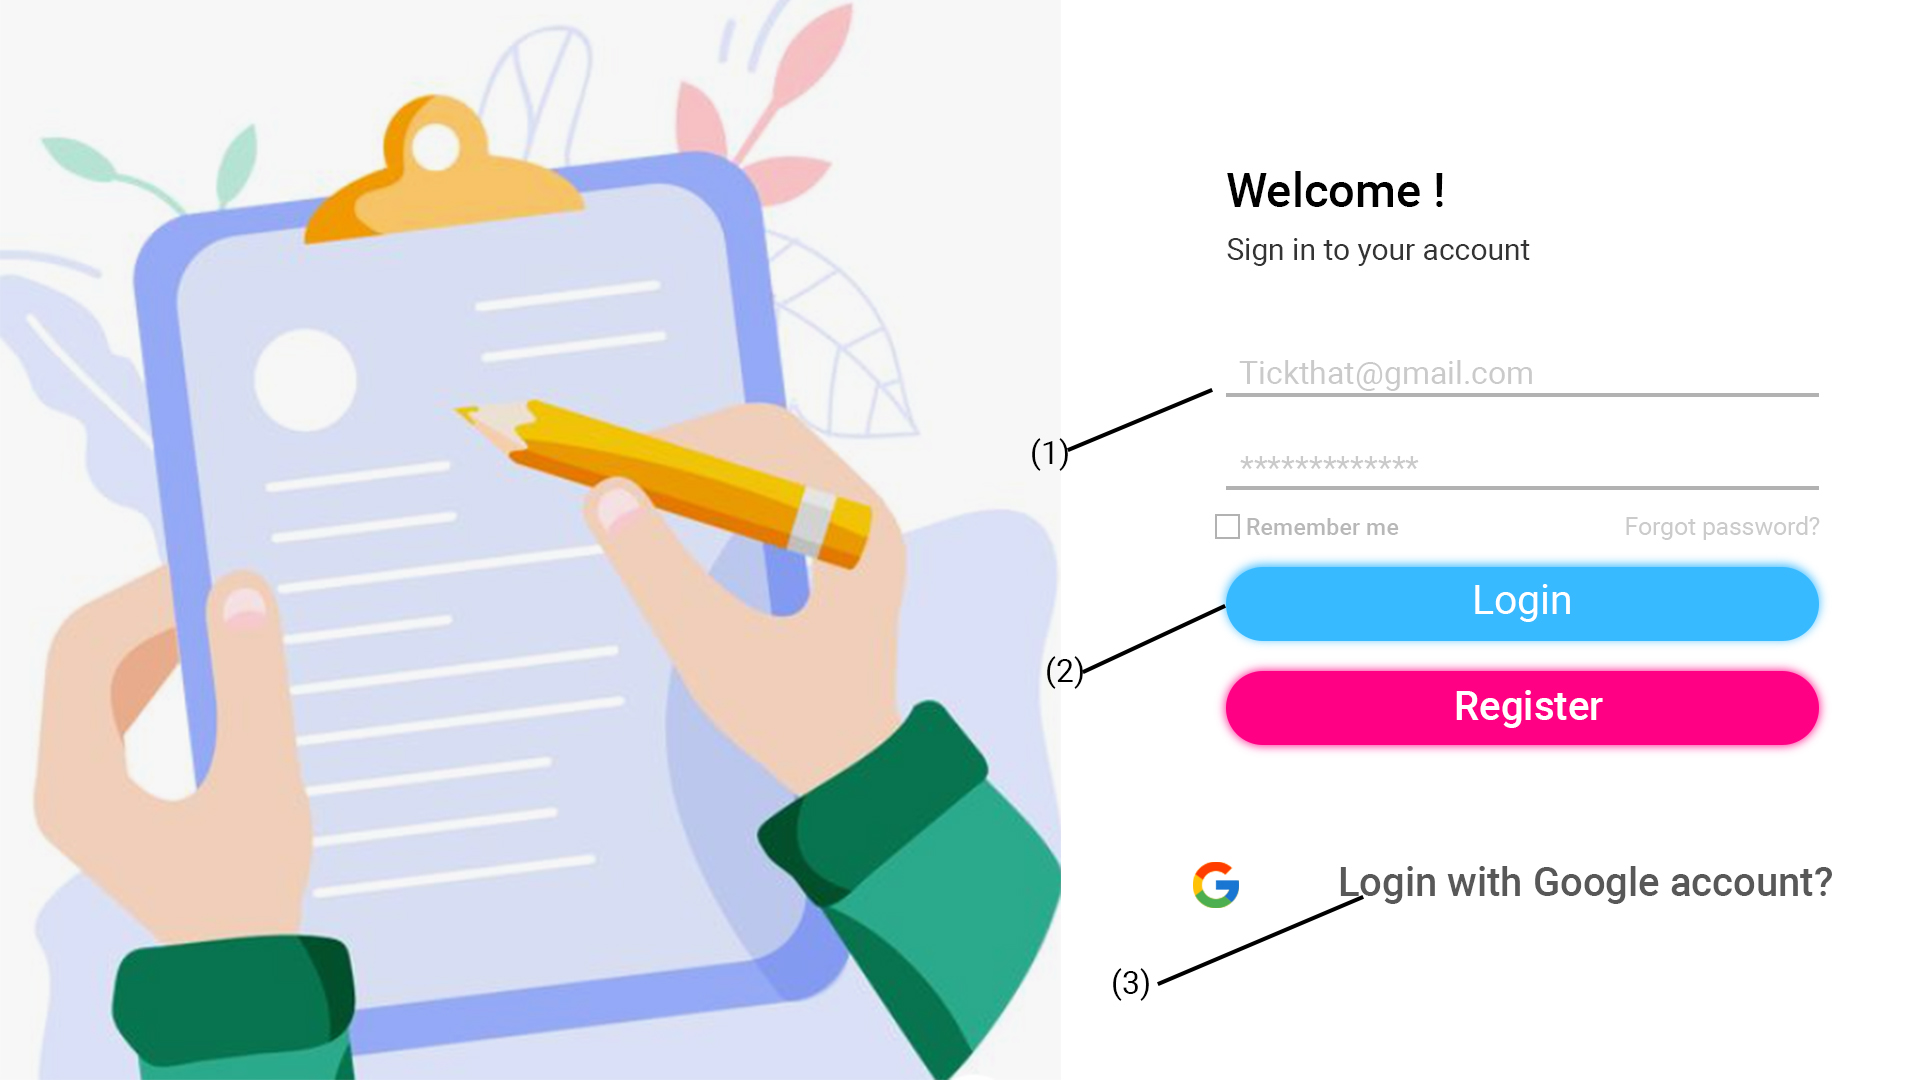 Welcome !
Sign in to your account
Tickthat@gmail.com
(1)
*************
Remember me
Forgot password?
Login
(2)
Register
Login with Google account?
(3)